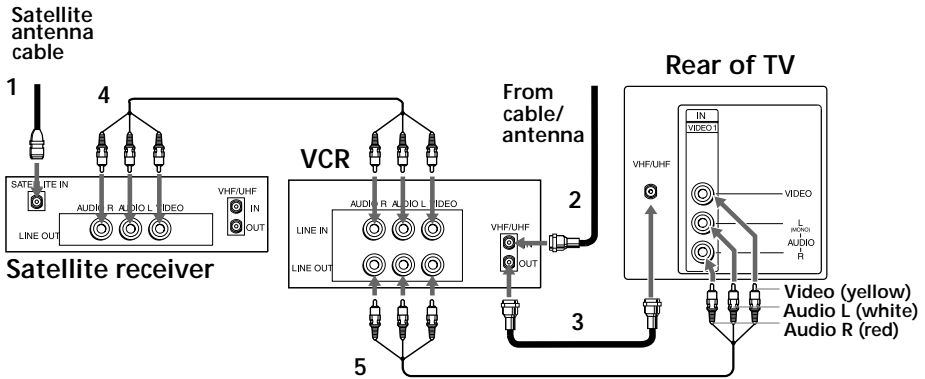 Satellite
antenna
cable
1
4
From
cable/
antenna
Rear of TV
IN
VIDEO 1
VCR
VHF/UHF
SATELLITE IN
VHF/UHF
IN
OUT
AUDIO R AUDIO L VIDEO
LINE OUT
Satellite receiver
AUDIO R AUDIO L VIDEO
LINE IN
LINE OUT
VHF/UHF
IN
OUT
2
VIDEO
L
(MONO)
AUDIO
R
3
5
Video (yellow)
Audio L (white)
Audio R (red)